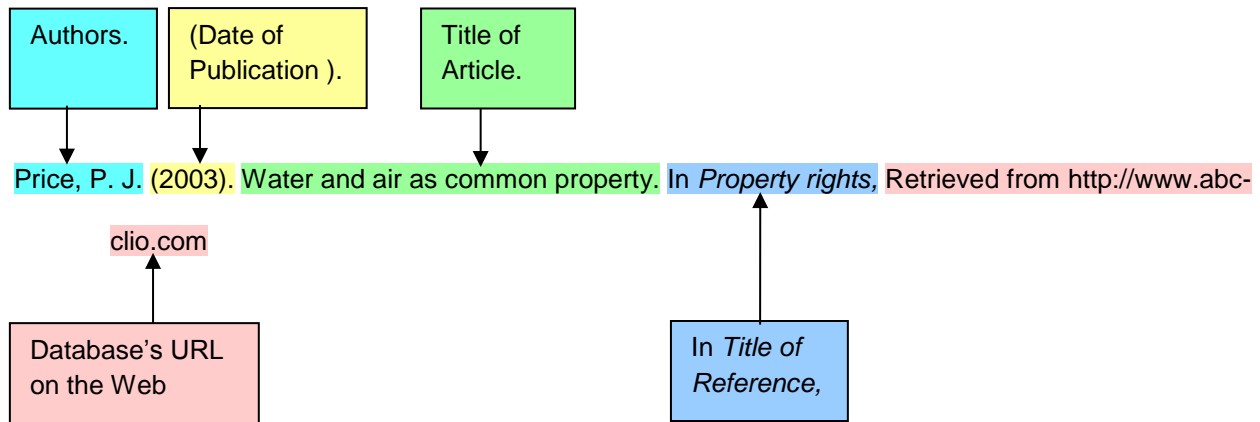 Authors.
(Date of
Publication ).
Title of
Article.
Price, P. J. (2003). Water and air as common property. In Property rights, Retrieved from http://www.abc-
clio.com
Database’s URL
on the Web
In Title of
Reference,